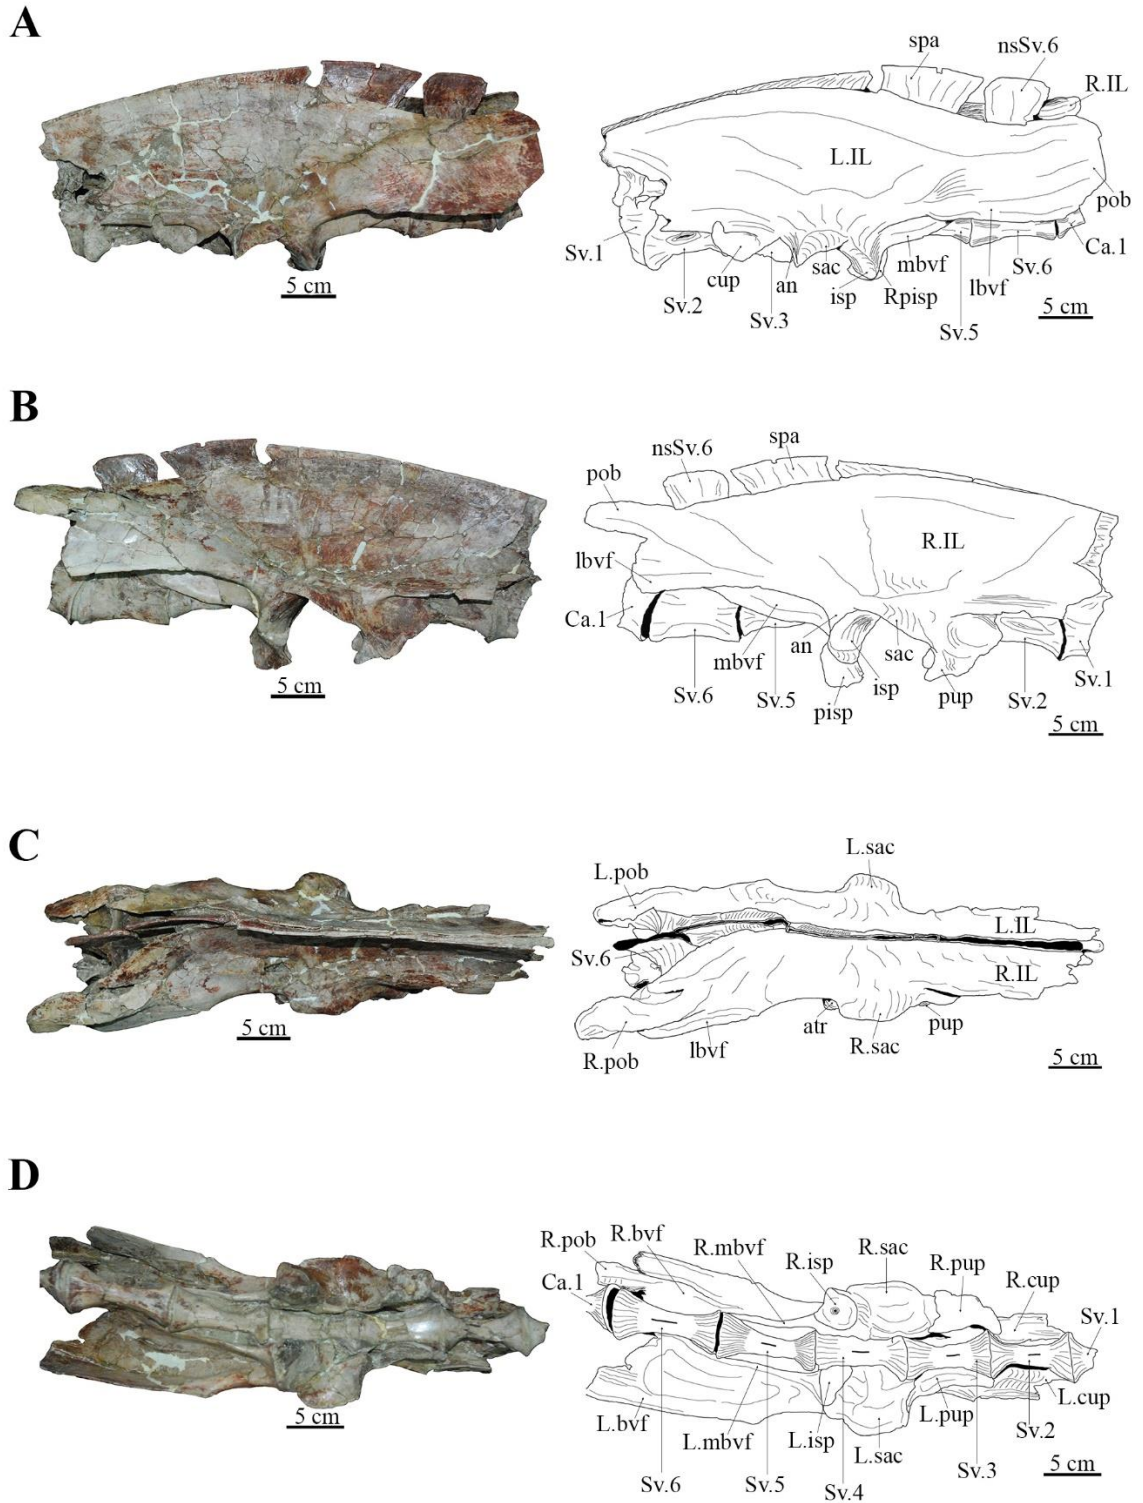 A
spa
nsSv.6
R.IL
L.IL
pob
Sv.1
Sv.2
cup
Sv.3
an
sac
isp
Rpisp
mbvf
Sv.5
lbvf
Sv.6
Ca.1
5 cm
5 cm
B
nsSv.6
spa
pob
R.IL
lbvf
Ca.1
Sv.6
mbvf
Sv.5
an
pisp
isp
sac
pup
Sv.2
Sv.1
5 cm
5 cm
C
L.sac
L.pob
L.IL
Sv.6
R.IL
R.pob
lbvf
atr
R.sac
pup
5 cm
5 cm
D
R.pob
R.bvf
R.mbvf
R.isp
R.sac
R.pup
R.cup
Ca.1
Sv.1
L.bvf
L.mbvf
L.isp
L.sac
L.pup
Sv.2
L.cup
Sv.6
Sv.5
Sv.4
Sv.3
5 cm
5 cm